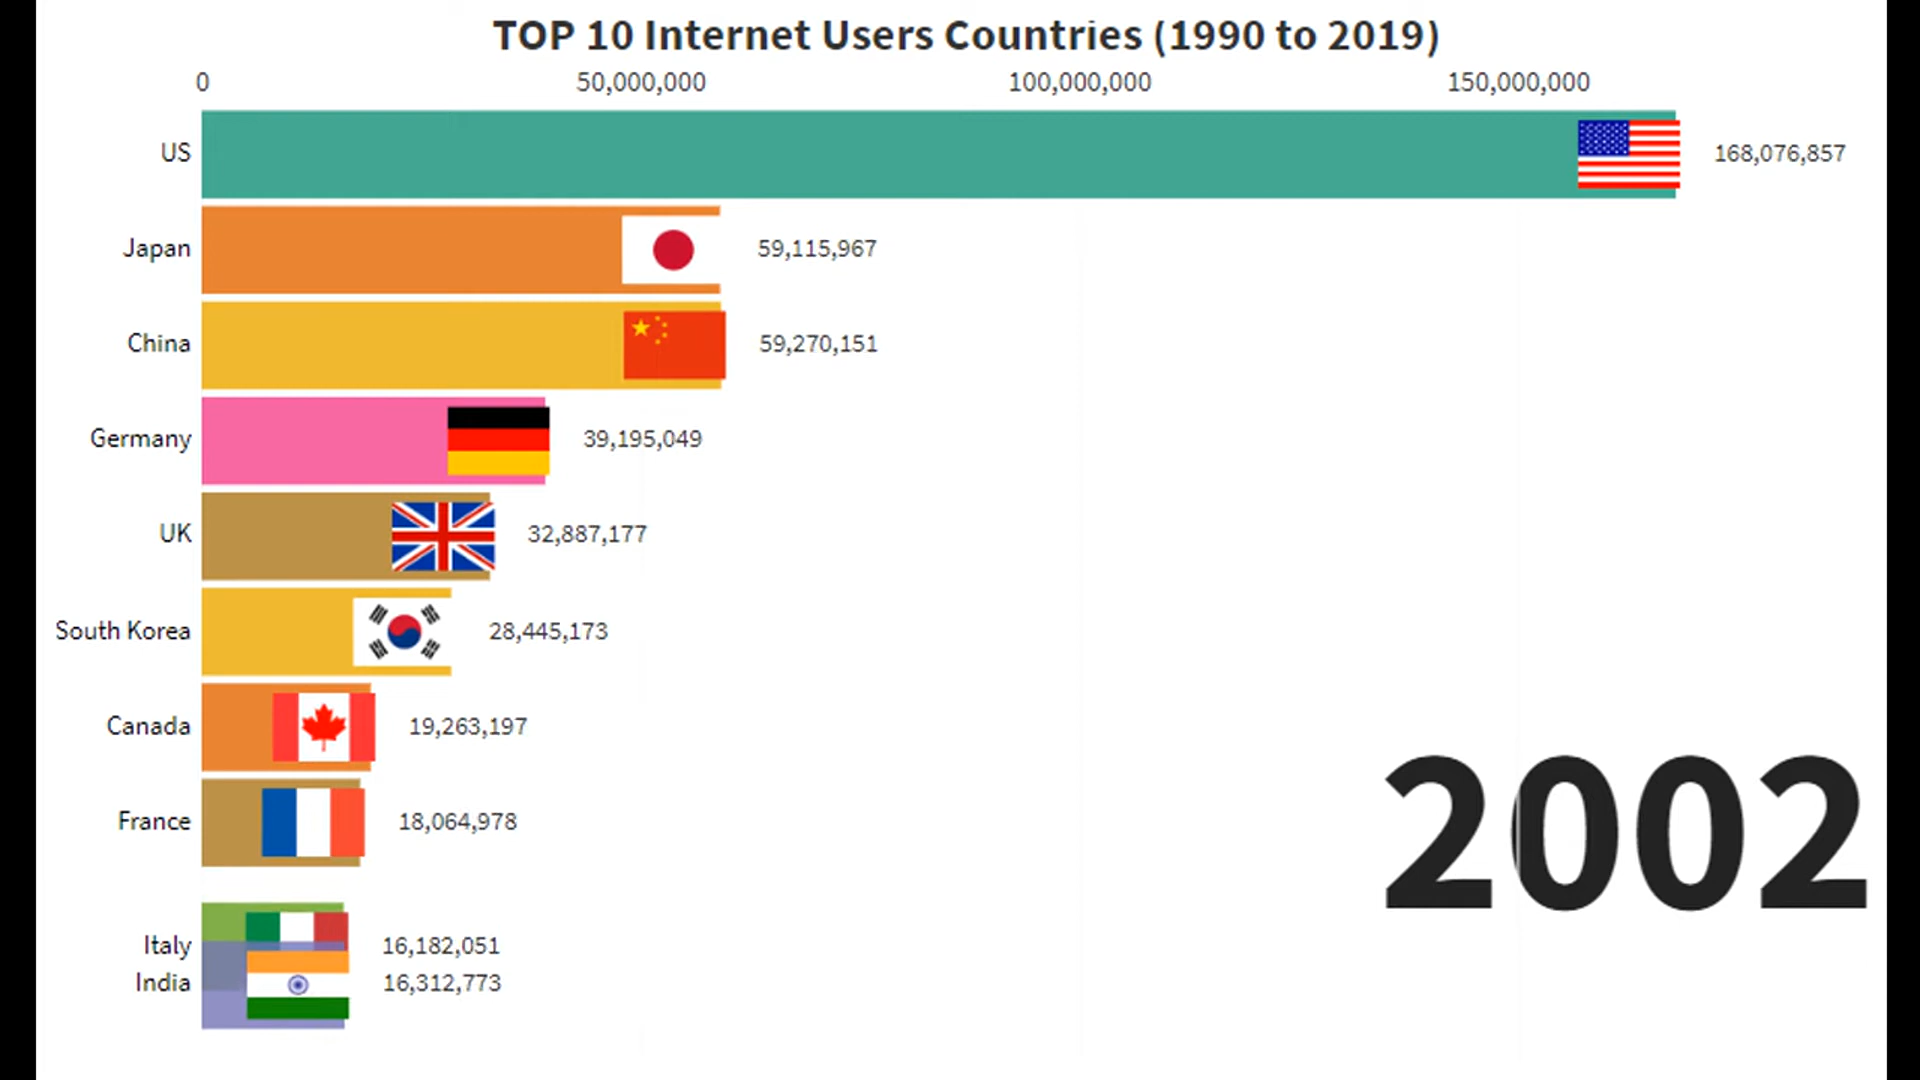 TOP 10 Internet Users Countries (1990 to 2019)
0 50,000,000 100,000,000 150,000,000
US 168,076,857
Japan 59,115,967
China 59,270,151
Germany 39,195,049
UK 32,887,177
South Korea 28,445,173
Canada 19,263,197
France 18,064,978
2002
Italy 16,182,051
India 16,312,773